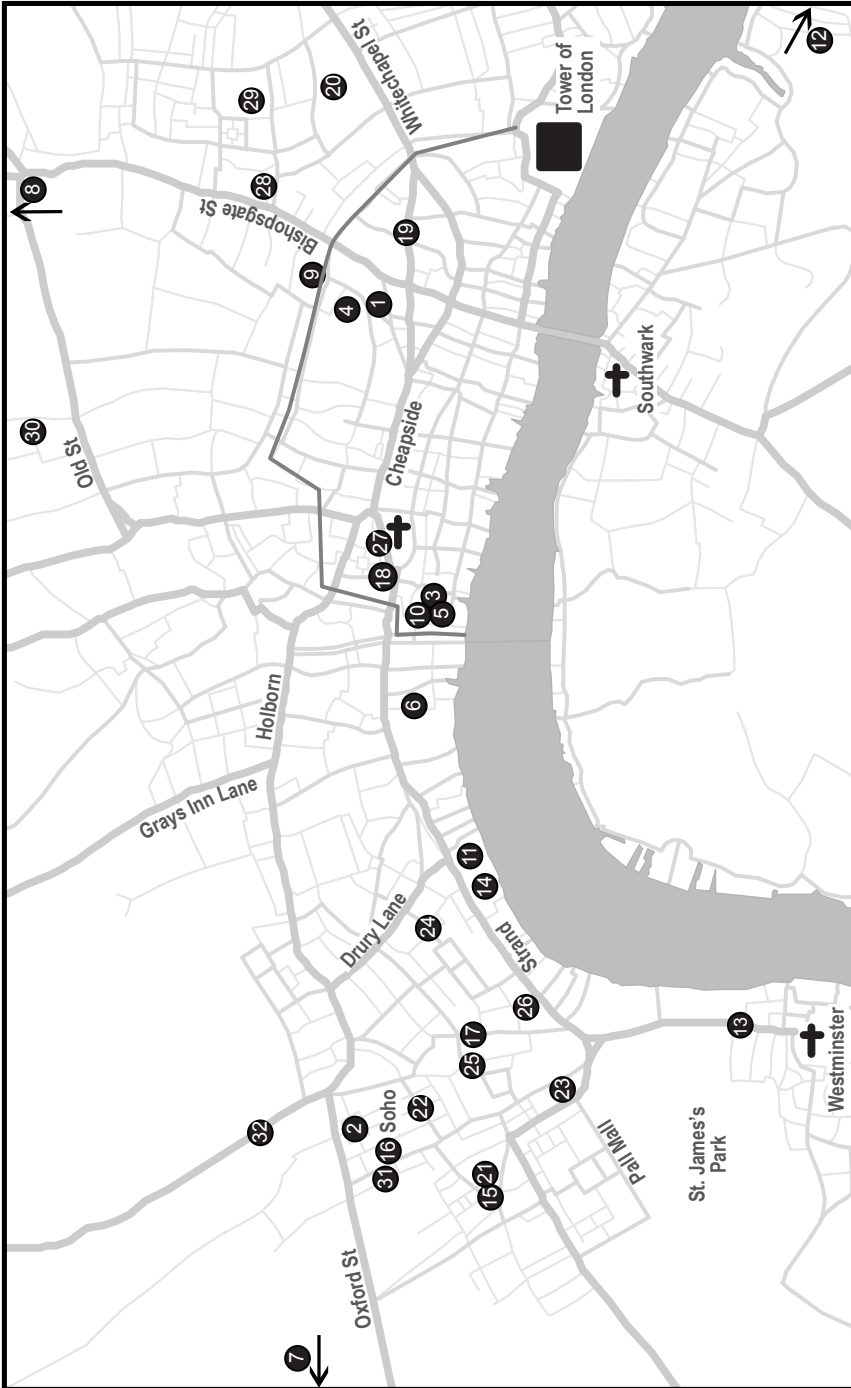 30
8
Old St
Grays Inn Lane
32
Bishopsgate St
28
29
Holborn
7
9
20
4
Whitechapel St
Oxford St
2
Drury Lane
1
31
16
Soho
18
27
Cheapside
19
22
24
6
10
3
5
25
17
11
15
21
14
Strand
26
23
Tower of
London
Pall Mall
Southwark
St. James's
Park
13
12
Westminster